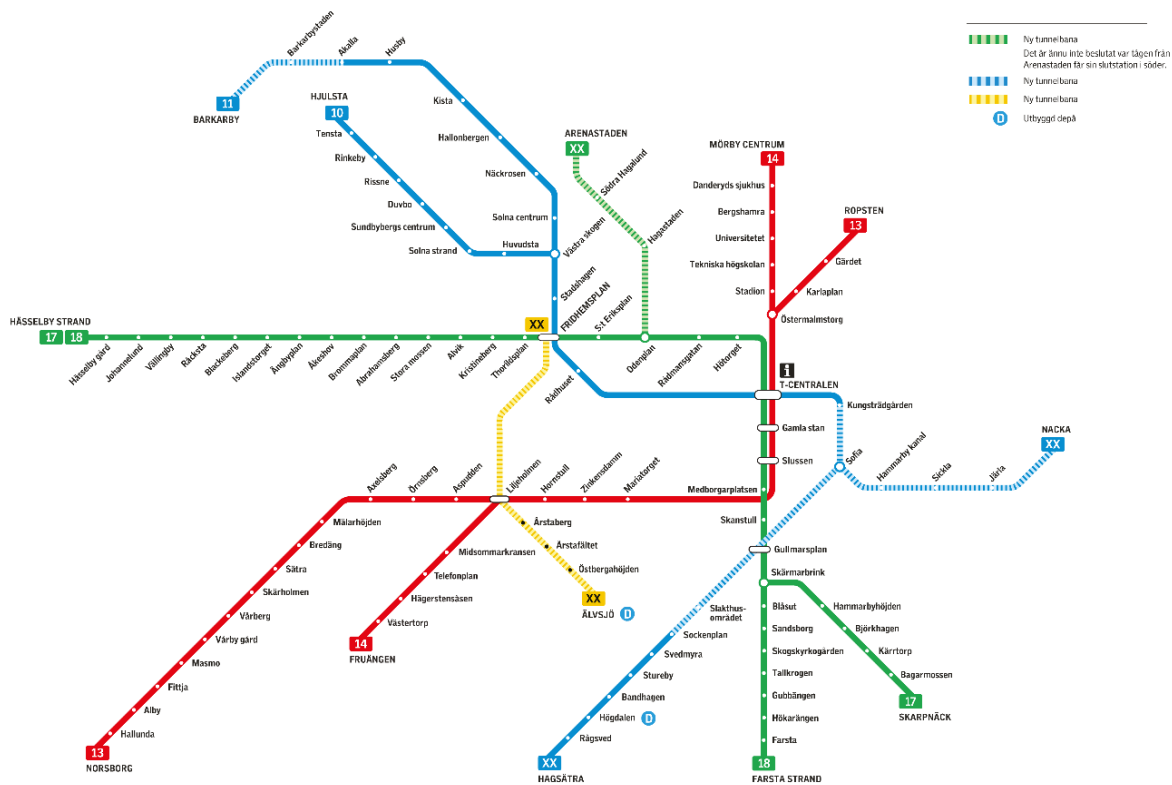 Ny tunnelbana
Det är ännu inte beslutat var tågen från
Arenastaden får sin slutstation i söder.
Ny tunnelbana
Ny tunnelbana
D Utbyggd depå
Barkarbystaden
Akalla
Husby
11
BARKARBY
HJULSTA
10
Kista
Tensta
Hallonbergen
Rinkeby
Näckrosen
Rissne
Duvbo
Solna centrum
Sundbybergs centrum
Västra skogen
Solna strand
Huvudsta
Stadshagen
FRIDHEMSPLAN
ARENASTADEN
XX
Södra Hagalund
Hagastaden
MÖRBY CENTRUM
14
Danderyds sjukhus
Bergshamra
Universitetet
Tekniska högskolan
Stadion
ROPSTEN
13
Gärdet
Karlaplan
Östermalmstorg
HÄSSELBY STRAND
17 18
Hässelby gård
Johannelund
Vällingby
Råcksta
Blackeberg
Islandstorget
Ängbyplan
Åkeshov
Brommaplan
Abrahamsberg
Stora mossen
Alvik
Kristineberg
Thorildsplan
XX
S:t Eriksplan
Odenplan
Rådmansgatan
Hötorget
Rådhuset
i
T-CENTRALEN
Kungsträdgården
Gamla stan
Slussen
Sofia
Hammarby kanal
Sickla
Järla
NACKA
XX
Axelsberg
Örnsberg
Aspudden
Liljeholmen
Hornstull
Zinkensdamm
Mariatorget
Medborgarplatsen
Skanstull
Gullmarsplan
Skärmarbrink
Mälarhöjden
Bredäng
Sätra
Skärholmen
Vårberg
Vårby gård
Masmo
Fittja
Alby
Hallunda
13
NORSBORG
Midsommarkransen
Telefonplan
Hägerstensåsen
Västertorp
14
FRUÄNGEN
Årstaberg
Årstafältet
Östbergahöjden
XX
ÄLVSJÖ D
Slakthus-
området
Sockenplan
Svedmyra
Stureby
Bandhagen
Högdalen D
Rågsved
XX
HAGSÄTRA
Blåsut
Sandsborg
Skogskyrkogården
Tallkrogen
Gubbängen
Hökarängen
Farsta
18
FARSTA STRAND
Hammarbyhöjden
Björkhagen
Kärrtorp
Bagarmossen
17
SKARPNÄCK